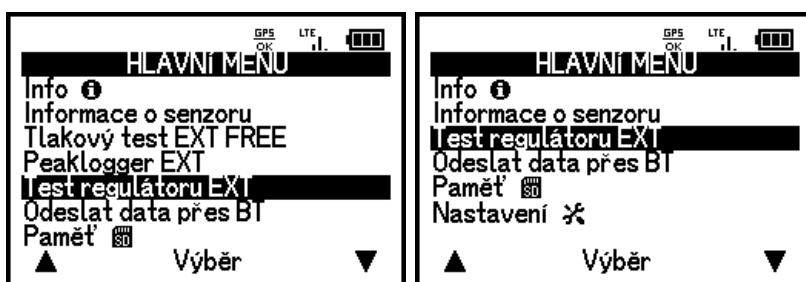 GPS OK LTE
HLAVNÍ MENU
Info
Informace o senzoru
Tlakový test EXT FREE
Peaklogger EXT
Test regulátoru EXT
Odeslat data přes BT
Paměť SD
Výběr
GPS OK LTE
HLAVNÍ MENU
Info
Informace o senzoru
Test regulátoru EXT
Odeslat data přes BT
Paměť SD
Nastavení
Výběr